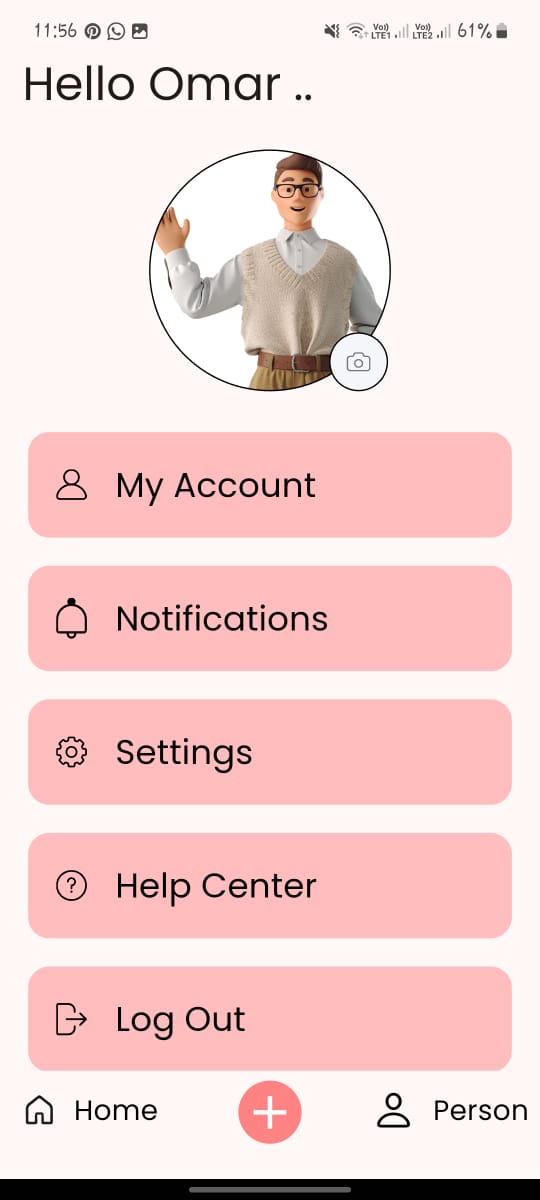 11:56 Vo)) LTE1 Vo)) LTE2 61%
Hello Omar ..
My Account
Notifications
Settings
? Help Center
Log Out
Home + Person